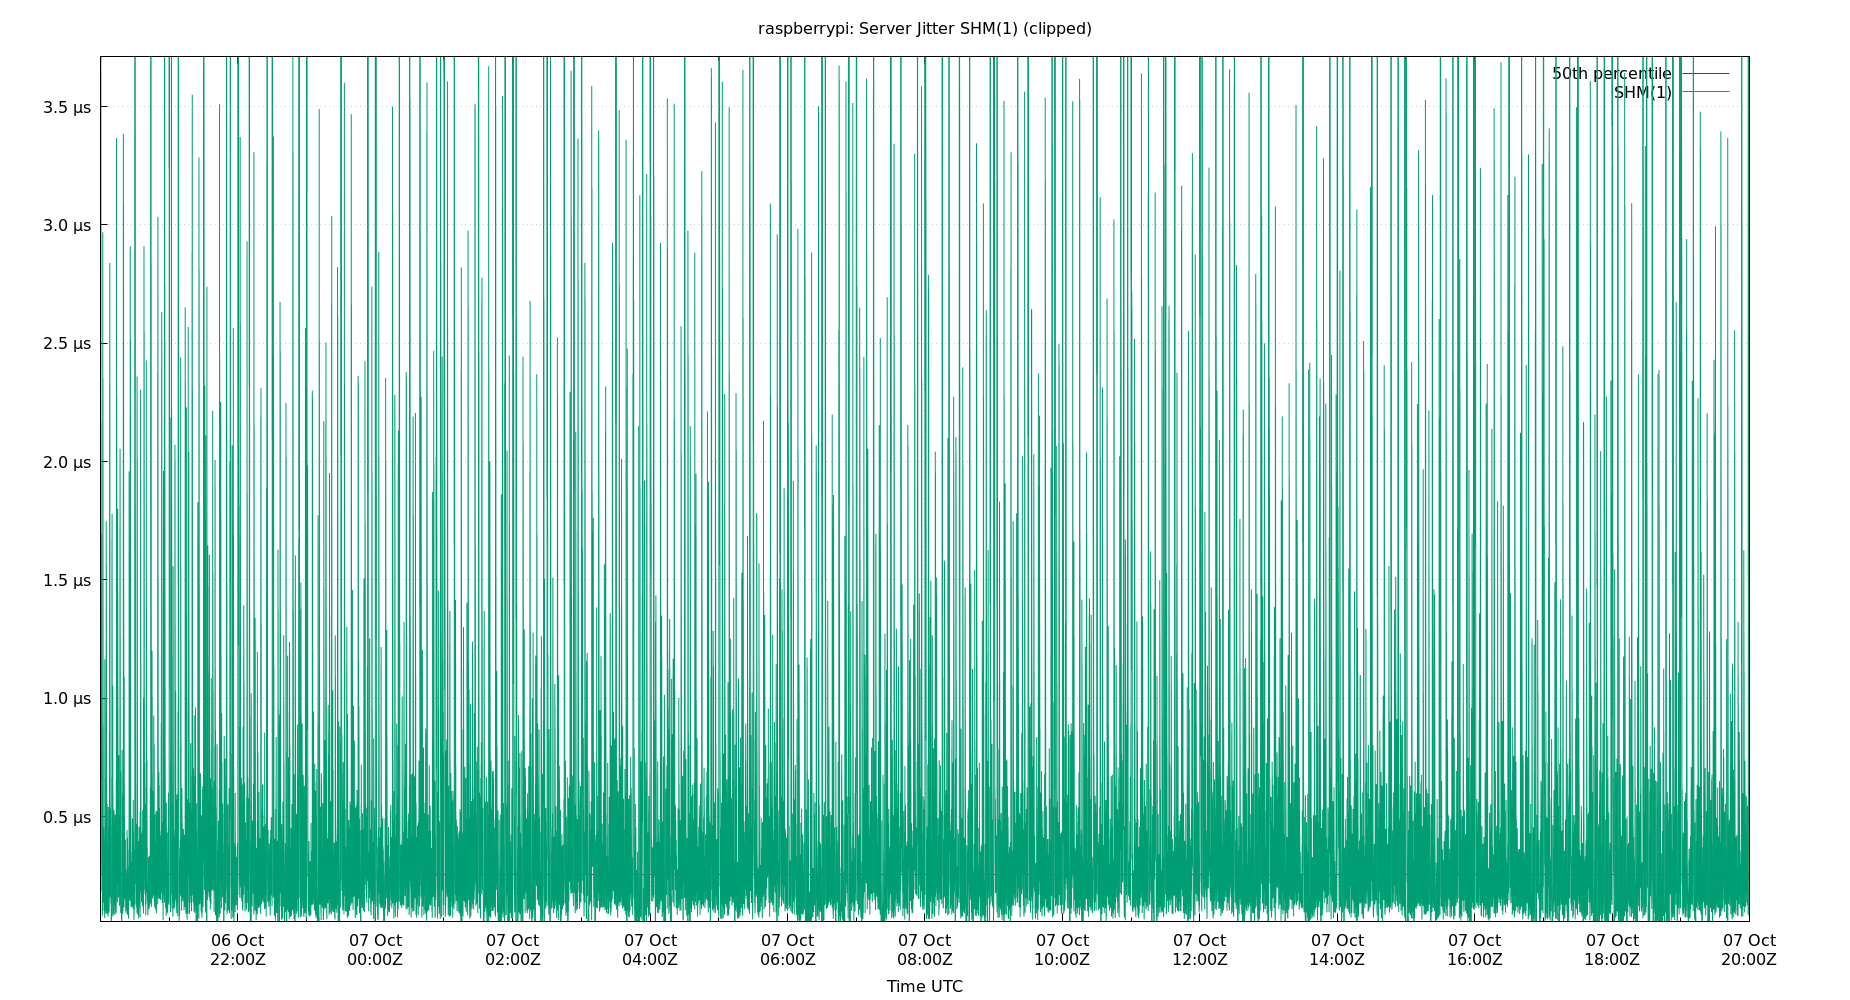 raspberrypi: Server Jitter SHM(1) (clipped)
50th percentile
SHM(1)
3.5 µs
3.0 µs
2.5 µs
2.0 µs
1.5 µs
1.0 µs
0.5 µs
06 Oct 07 Oct 07 Oct 07 Oct 07 Oct 07 Oct 07 Oct 07 Oct 07 Oct 07 Oct 07 Oct 07 Oct
22:00Z 00:00Z 02:00Z 04:00Z 06:00Z 08:00Z 10:00Z 12:00Z 14:00Z 16:00Z 18:00Z 20:00Z
Time UTC